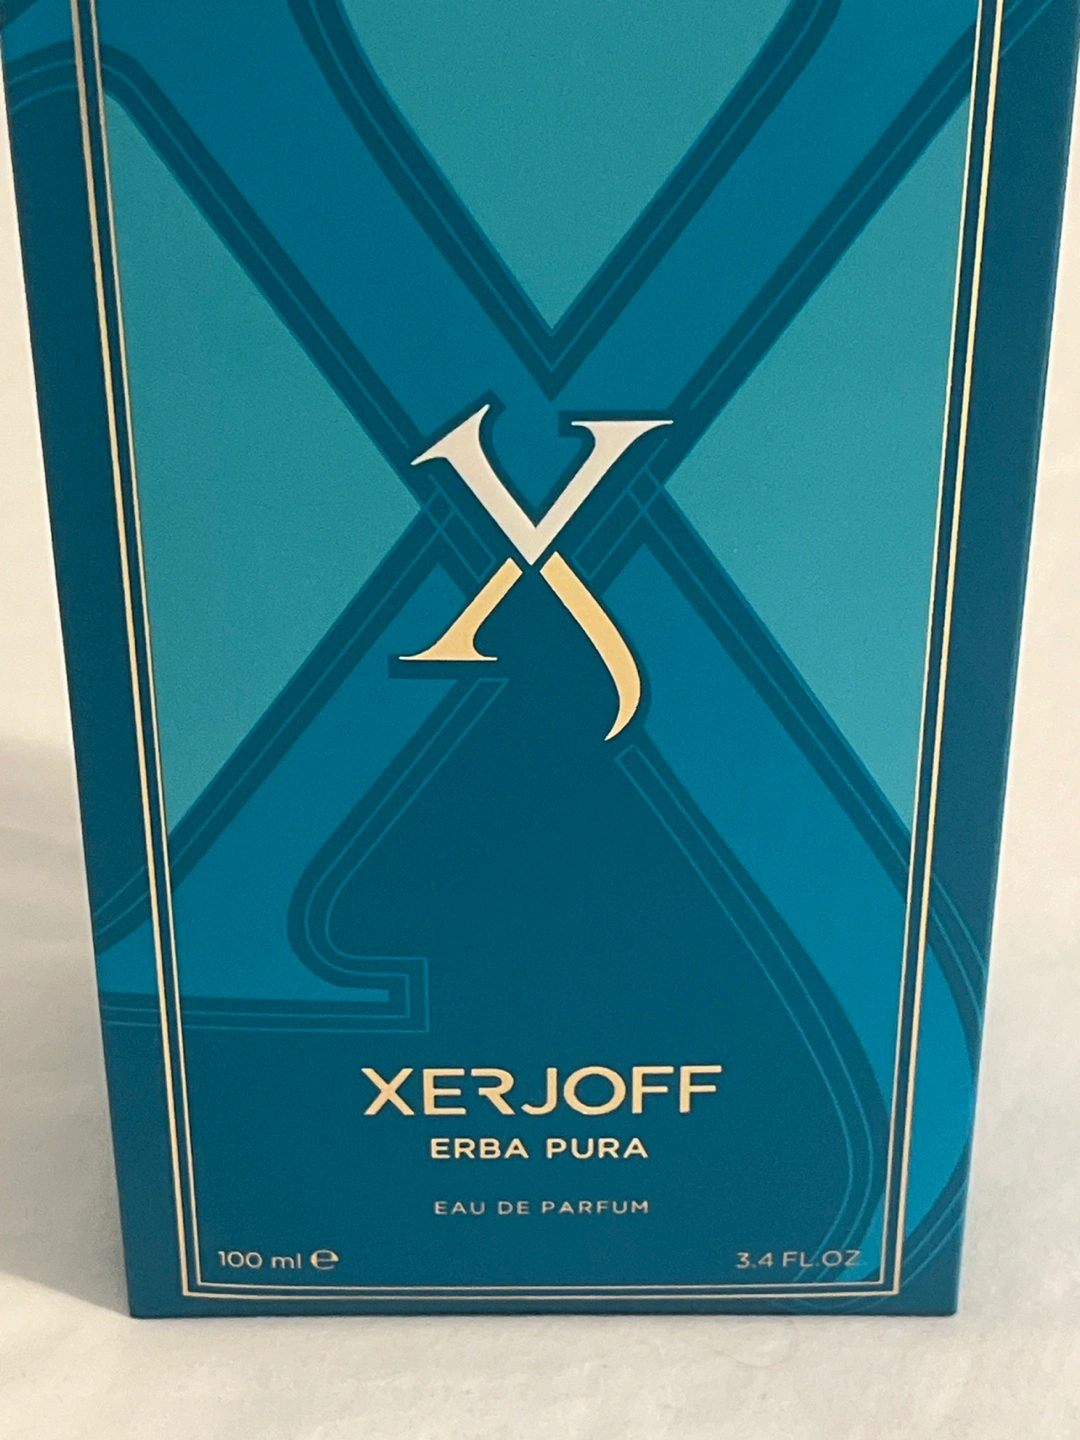 X
XERJOFF
ERBA PURA
EAU DE PARFUM
100 ml ℮
3.4 FL.OZ.